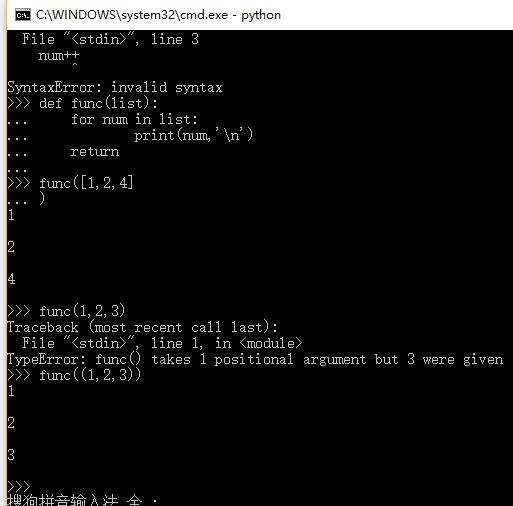 C:\WINDOWS\system32\cmd.exe - python
File "<stdin>", line 3
num++
^
SyntaxError: invalid syntax
>>> def func(list):
...     for num in list:
...             print(num,'\n')
...     return
...
>>> func([1,2,4]
... )
1
2
4
>>> func(1,2,3)
Traceback (most recent call last):
File "<stdin>", line 1, in <module>
TypeError: func() takes 1 positional argument but 3 were given
>>> func((1,2,3))
1
2
3
>>>
搜狗拼音输入法 全 :